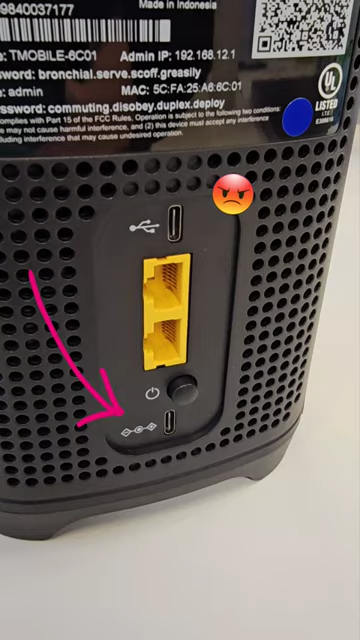 Made in Indonesia
9840037177
: TMOBILE-6C01 Admin IP: 192.168.12.1
sword: bronchial.serve.scoff.greasily
e: admin MAC: 5C:FA:25:A6:6C:01
ssword: commuting.disobey.duplex.deploy
complies with Part 15 of the FCC Rules. Operation is subject to the following two conditions:
e may not cause harmful interference, and (2) this device must accept any interference
including interference that may cause undesired operation.
UL
LISTED